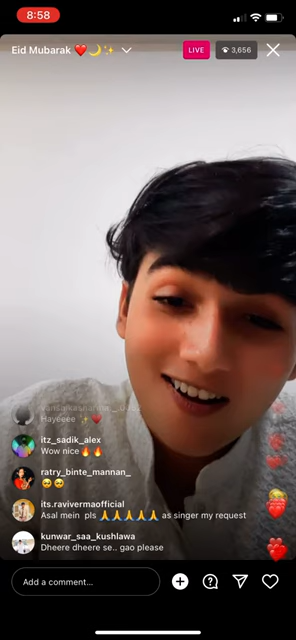 8:58
Eid Mubarak ❤️🌙✨
LIVE
3,656
Hayeeee ✨❤️
itz_sadik_alex
Wow nice🔥🔥
ratry_binte_mannan_
🥺🥺
its.ravivermaofficial
Asal mein pls 🙏🙏🙏🙏🙏 as singer my request
kunwar_saa_kushlawa
Dheere dheere se.. gao please
Add a comment...